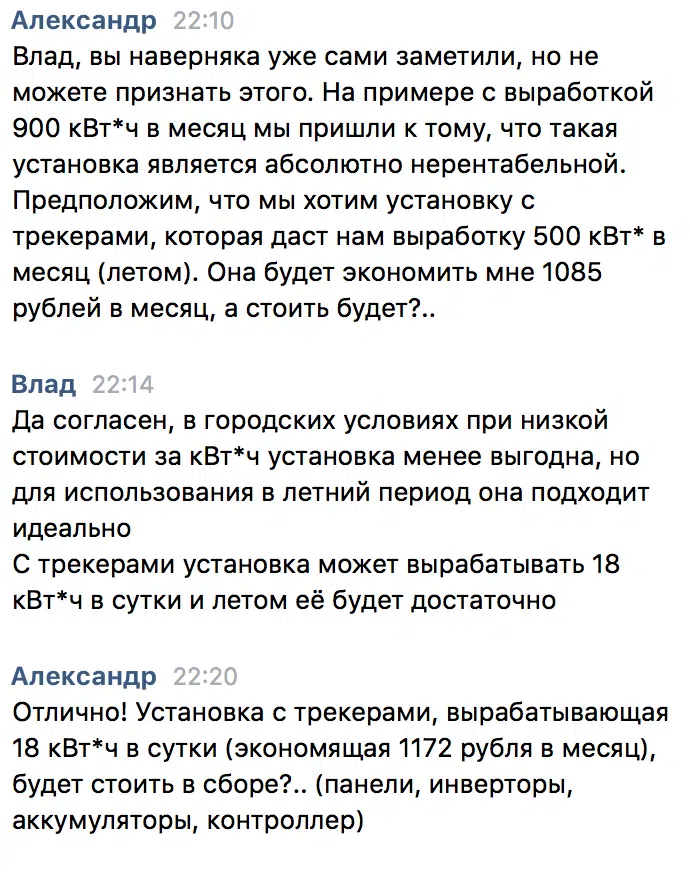 Александр 22:10
Влад, вы наверняка уже сами заметили, но не
можете признать этого. На примере с выработкой
900 кВт*ч в месяц мы пришли к тому, что такая
установка является абсолютно нерентабельной.
Предположим, что мы хотим установку с
трекерами, которая даст нам выработку 500 кВт* в
месяц (летом). Она будет экономить мне 1085
рублей в месяц, а стоить будет?..
Влад 22:14
Да согласен, в городских условиях при низкой
стоимости за кВт*ч установка менее выгодна, но
для использования в летний период она подходит
идеально
С трекерами установка может вырабатывать 18
кВт*ч в сутки и летом её будет достаточно
Александр 22:20
Отлично! Установка с трекерами, вырабатывающая
18 кВт*ч в сутки (экономящая 1172 рубля в месяц),
будет стоить в сборе?.. (панели, инверторы,
аккумуляторы, контроллер)